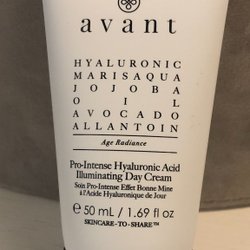 avant
HYALURONIC
MARISAQUA
JOJOBA
OIL
AVOCADO
ALLANTOIN
Age Radiance
Pro-Intense Hyaluronic Acid
Illuminating Day Cream
Soin Pro-Intense Effet Bonne Mine
à l'Acide Hyaluronique de Jour
e 50 mL / 1.69 fl oz
SKINCARE-TO-SHARE™